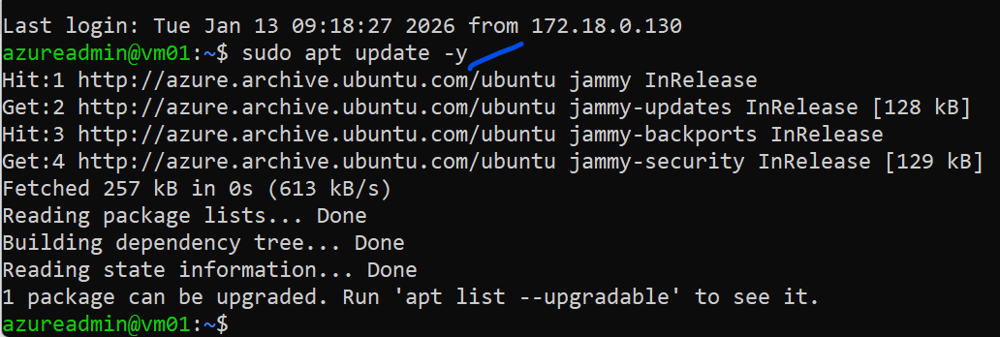 Last login: Tue Jan 13 09:18:27 2026 from 172.18.0.130
azureadmin@vm01:~$ sudo apt update -y
Hit:1 http://azure.archive.ubuntu.com/ubuntu jammy InRelease
Get:2 http://azure.archive.ubuntu.com/ubuntu jammy-updates InRelease [128 kB]
Hit:3 http://azure.archive.ubuntu.com/ubuntu jammy-backports InRelease
Get:4 http://azure.archive.ubuntu.com/ubuntu jammy-security InRelease [129 kB]
Fetched 257 kB in 0s (613 kB/s)
Reading package lists... Done
Building dependency tree... Done
Reading state information... Done
1 package can be upgraded. Run 'apt list --upgradable' to see it.
azureadmin@vm01:~$